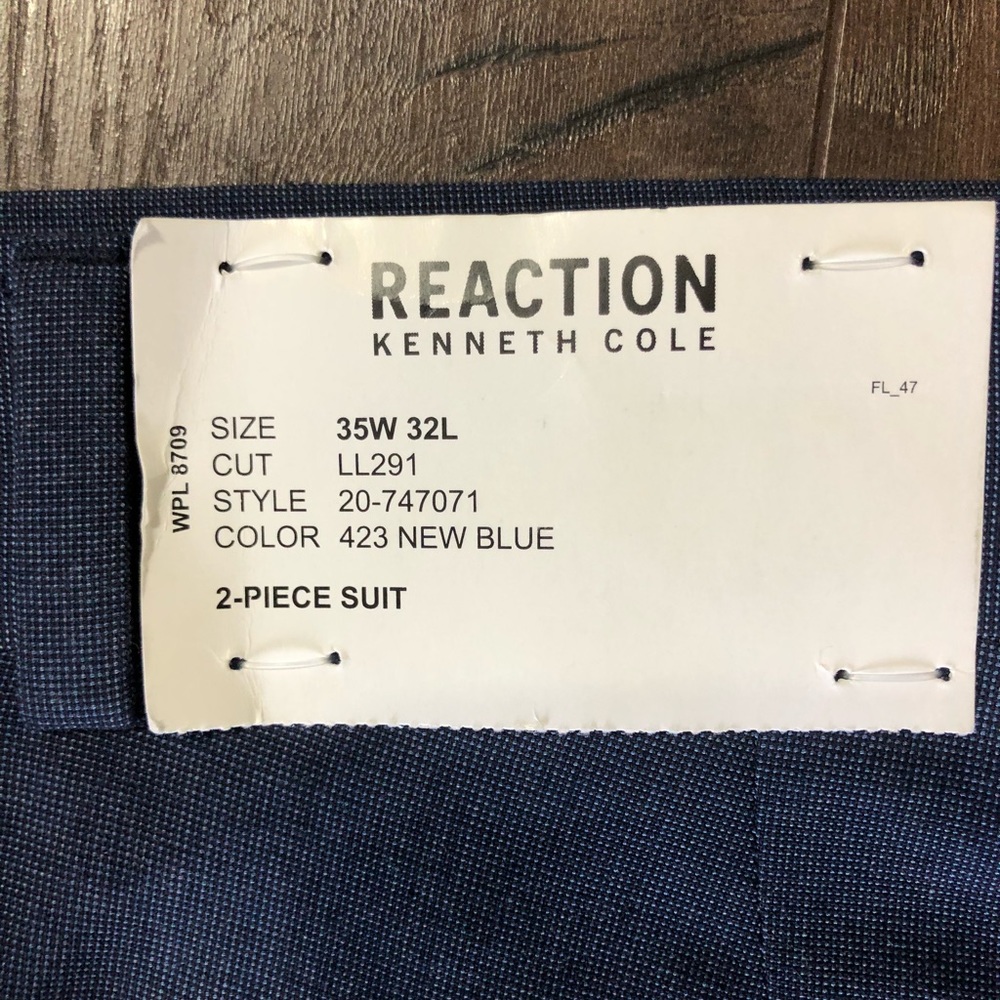 REACTION
KENNETH COLE
FL_47
WPL 8709
SIZE 35W 32L
CUT LL291
STYLE 20-747071
COLOR 423 NEW BLUE
2-PIECE SUIT